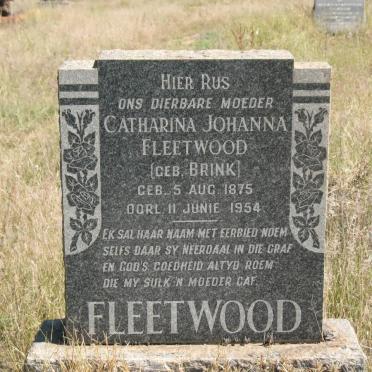 HIER RUS
ONS DIERBARE MOEDER
CATHARINA JOHANNA
FLEETWOOD
(GEB. BRINK)
GEB. 5 AUG. 1875
OORL. 11 JUNIE 1954
EK SAL HAAR NAAM MET EERBIED NOEM
SELFS DAAR SY NEERDAAL IN DIE GRAF
EN GOD'S GOEDHEID ALTYD ROEM
DIE MY SULK 'N MOEDER GAF.
FLEETWOOD